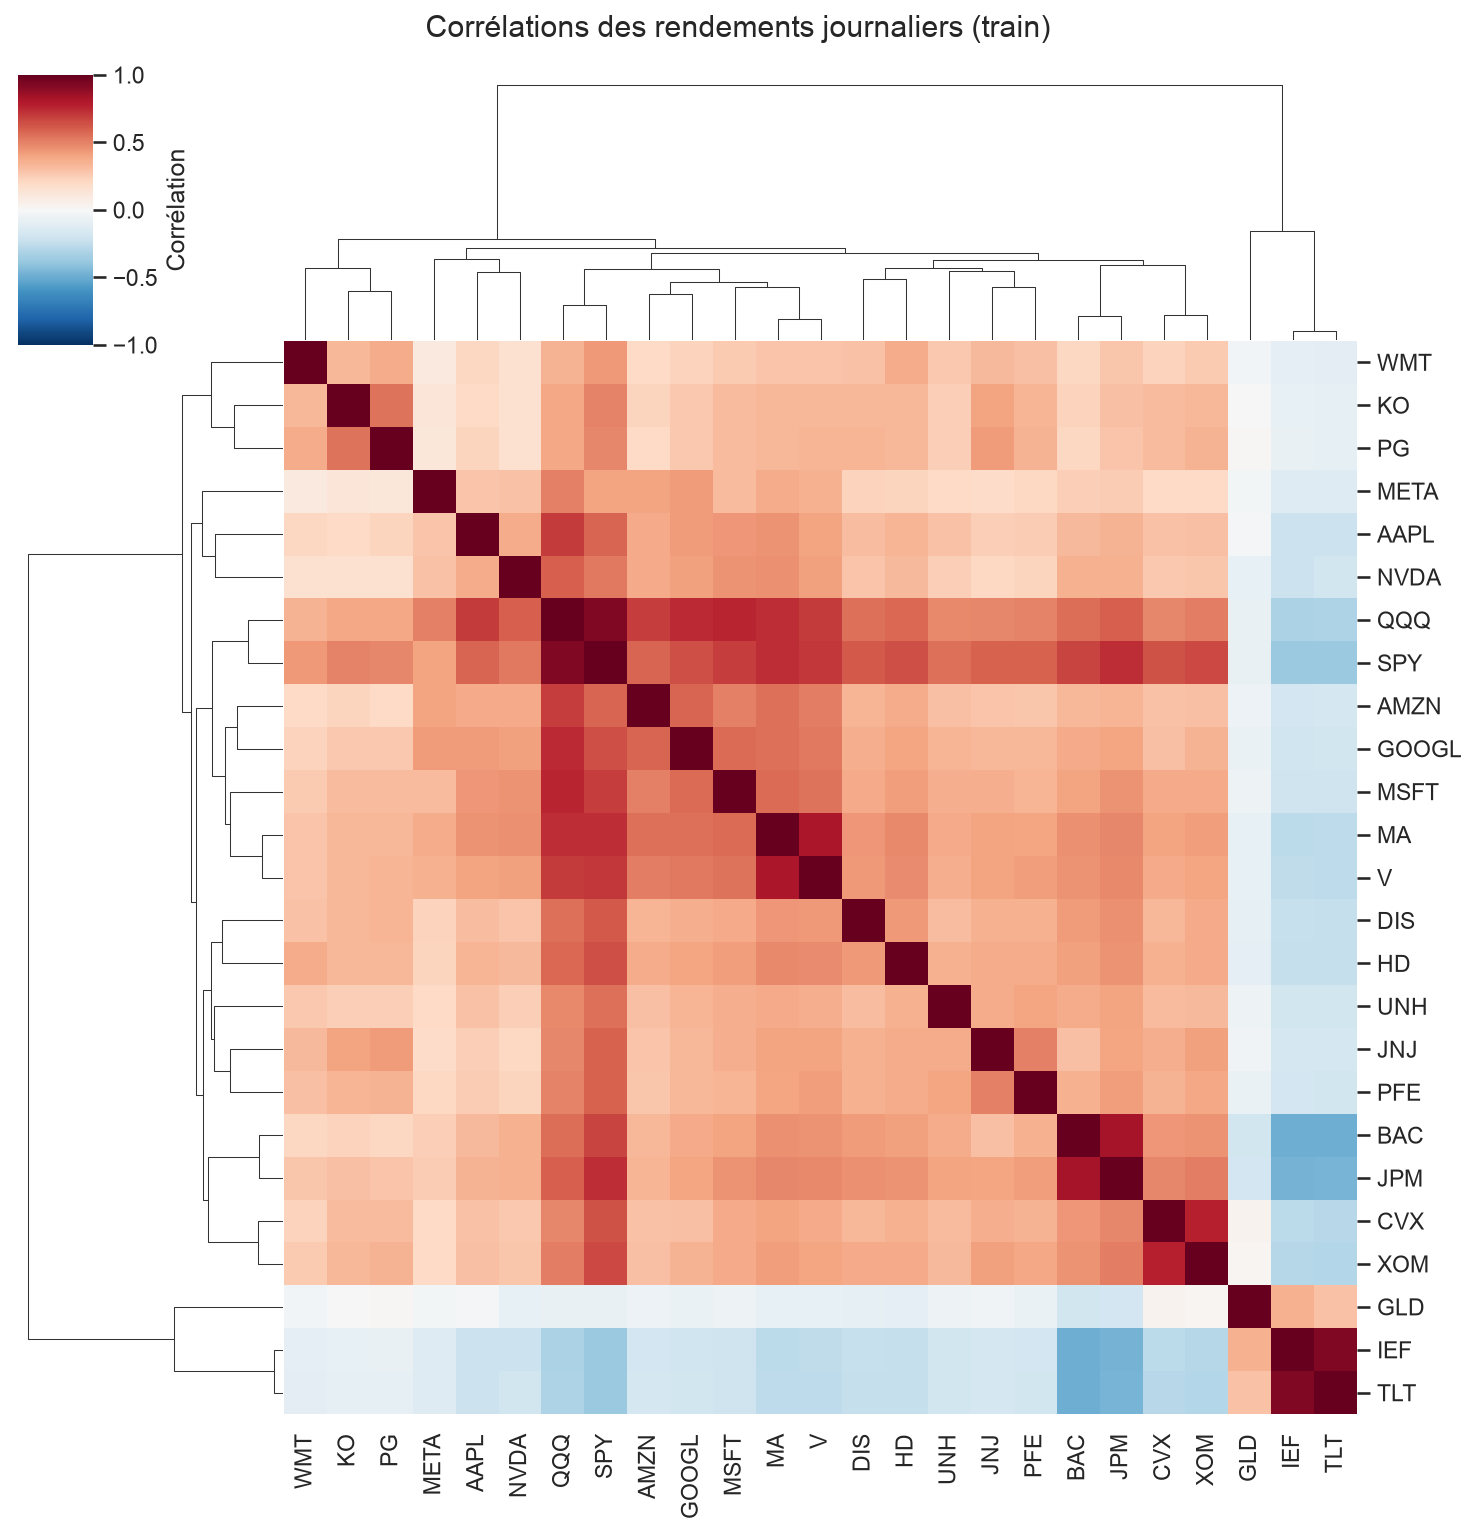 Corrélations des rendements journaliers (train)
1.0
0.5
0.0
−0.5
−1.0
Corrélation
WMT
KO
PG
META
AAPL
NVDA
QQQ
SPY
AMZN
GOOGL
MSFT
MA
V
DIS
HD
UNH
JNJ
PFE
BAC
JPM
CVX
XOM
GLD
IEF
TLT
WMT
KO
PG
META
AAPL
NVDA
QQQ
SPY
AMZN
GOOGL
MSFT
MA
V
DIS
HD
UNH
JNJ
PFE
BAC
JPM
CVX
XOM
GLD
IEF
TLT